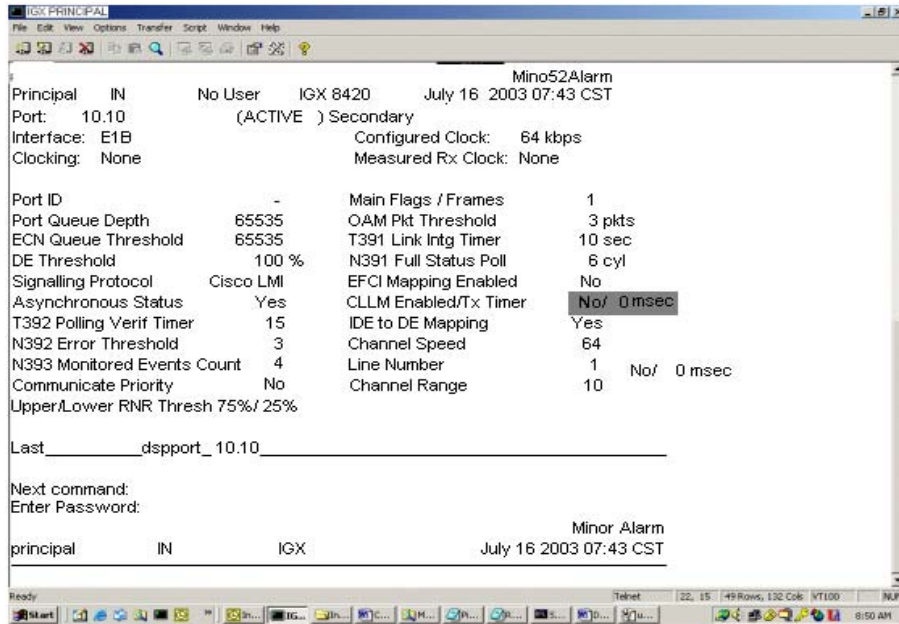 IGX PRINCIPAL
File Edit View Options Transfer Script Window Help
Mino52Alarm
Principal IN No User IGX 8420 July 16 2003 07:43 CST
Port: 10.10 (ACTIVE ) Secondary
Interface: E1B Configured Clock: 64 kbps
Clocking: None Measured Rx Clock: None
Port ID - Main Flags / Frames 1
Port Queue Depth 65535 OAM Pkt Threshold 3 pkts
ECN Queue Threshold 65535 T391 Link Intg Timer 10 sec
DE Threshold 100 % N391 Full Status Poll 6 cyl
Signalling Protocol Cisco LMI EFCI Mapping Enabled No
Asynchronous Status Yes CLLM Enabled/Tx Timer No/ 0 msec
T392 Polling Verif Timer 15 IDE to DE Mapping Yes
N392 Error Threshold 3 Channel Speed 64
N393 Monitored Events Count 4 Line Number 1 No/ 0 msec
Communicate Priority No Channel Range 10
Upper/Lower RNR Thresh 75%/ 25%
Last__________dspport_ 10.10
Next command:
Enter Password:
Minor Alarm
principal IN IGX July 16 2003 07:43 CST
Ready Telnet 22, 15 49 Rows, 132 Cols VT100 NUM
Start 8:50 AM